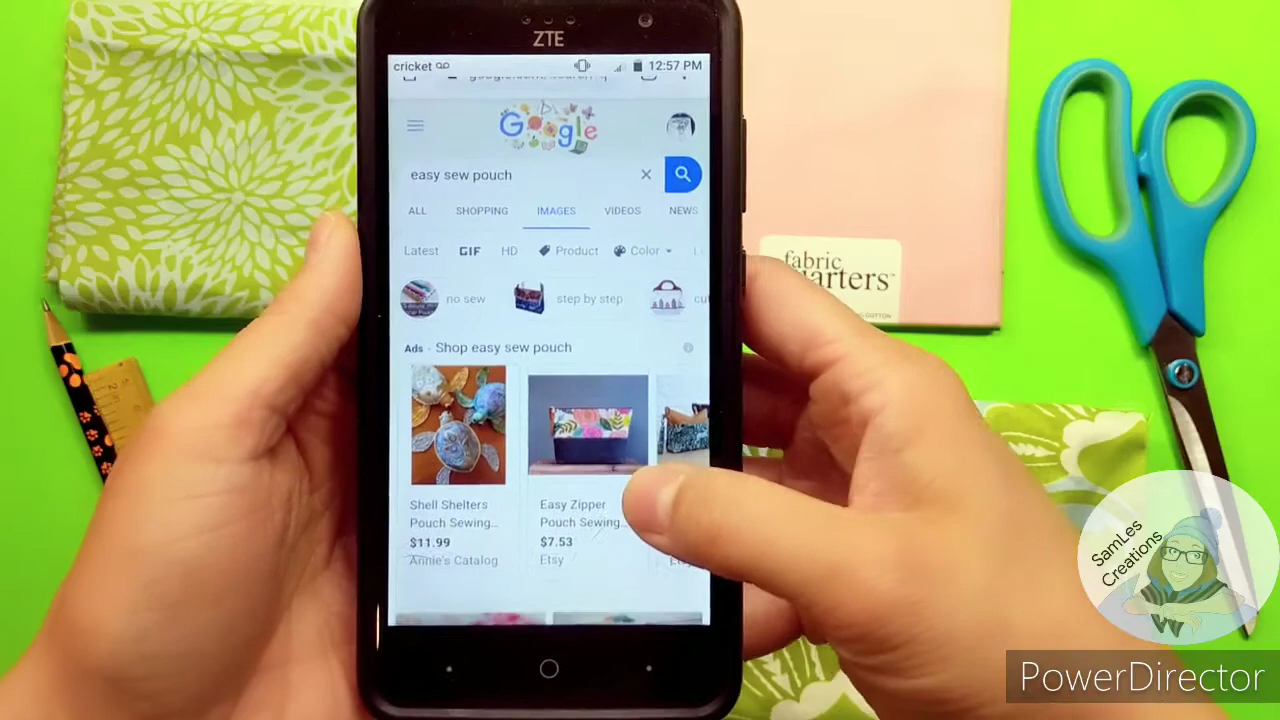 ZTE
cricket
12:57 PM
Google
easy sew pouch
ALL SHOPPING IMAGES VIDEOS NEWS
Latest GIF HD Product Color
no sew step by step
Ads - Shop easy sew pouch
Shell Shelters
Pouch Sewing...
$11.99
Annie's Catalog
Easy Zipper
Pouch Sewing...
$7.53
Etsy
fabric
quarters™
SamLes
Creations
PowerDirector